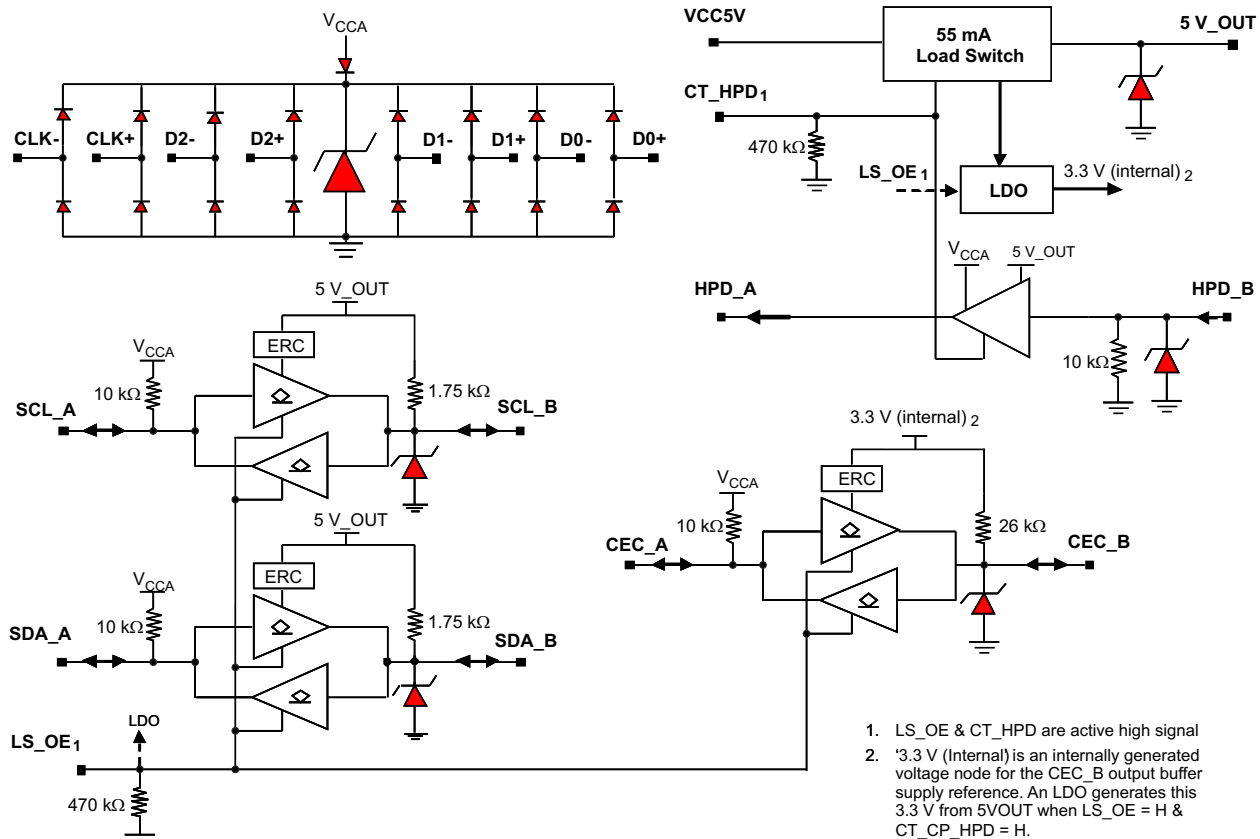 VCCA
CLK-
CLK+
D2-
D2+
D1-
D1+
D0-
D0+
VCC5V
55 mA
Load Switch
5 V_OUT
CT_HPD1
470 kΩ
LS_OE1
LDO
3.3 V (internal) 2
VCCA
5 V_OUT
HPD_A
HPD_B
10 kΩ
5 V_OUT
ERC
VCCA
10 kΩ
1.75 kΩ
SCL_A
SCL_B
5 V_OUT
ERC
VCCA
10 kΩ
1.75 kΩ
SDA_A
SDA_B
LDO
LS_OE1
470 kΩ
3.3 V (internal) 2
ERC
VCCA
10 kΩ
26 kΩ
CEC_A
CEC_B
1. LS_OE & CT_HPD are active high signal
2. '3.3 V (Internal)' is an internally generated
voltage node for the CEC_B output buffer
supply reference. An LDO generates this
3.3 V from 5VOUT when LS_OE = H &
CT_CP_HPD = H.